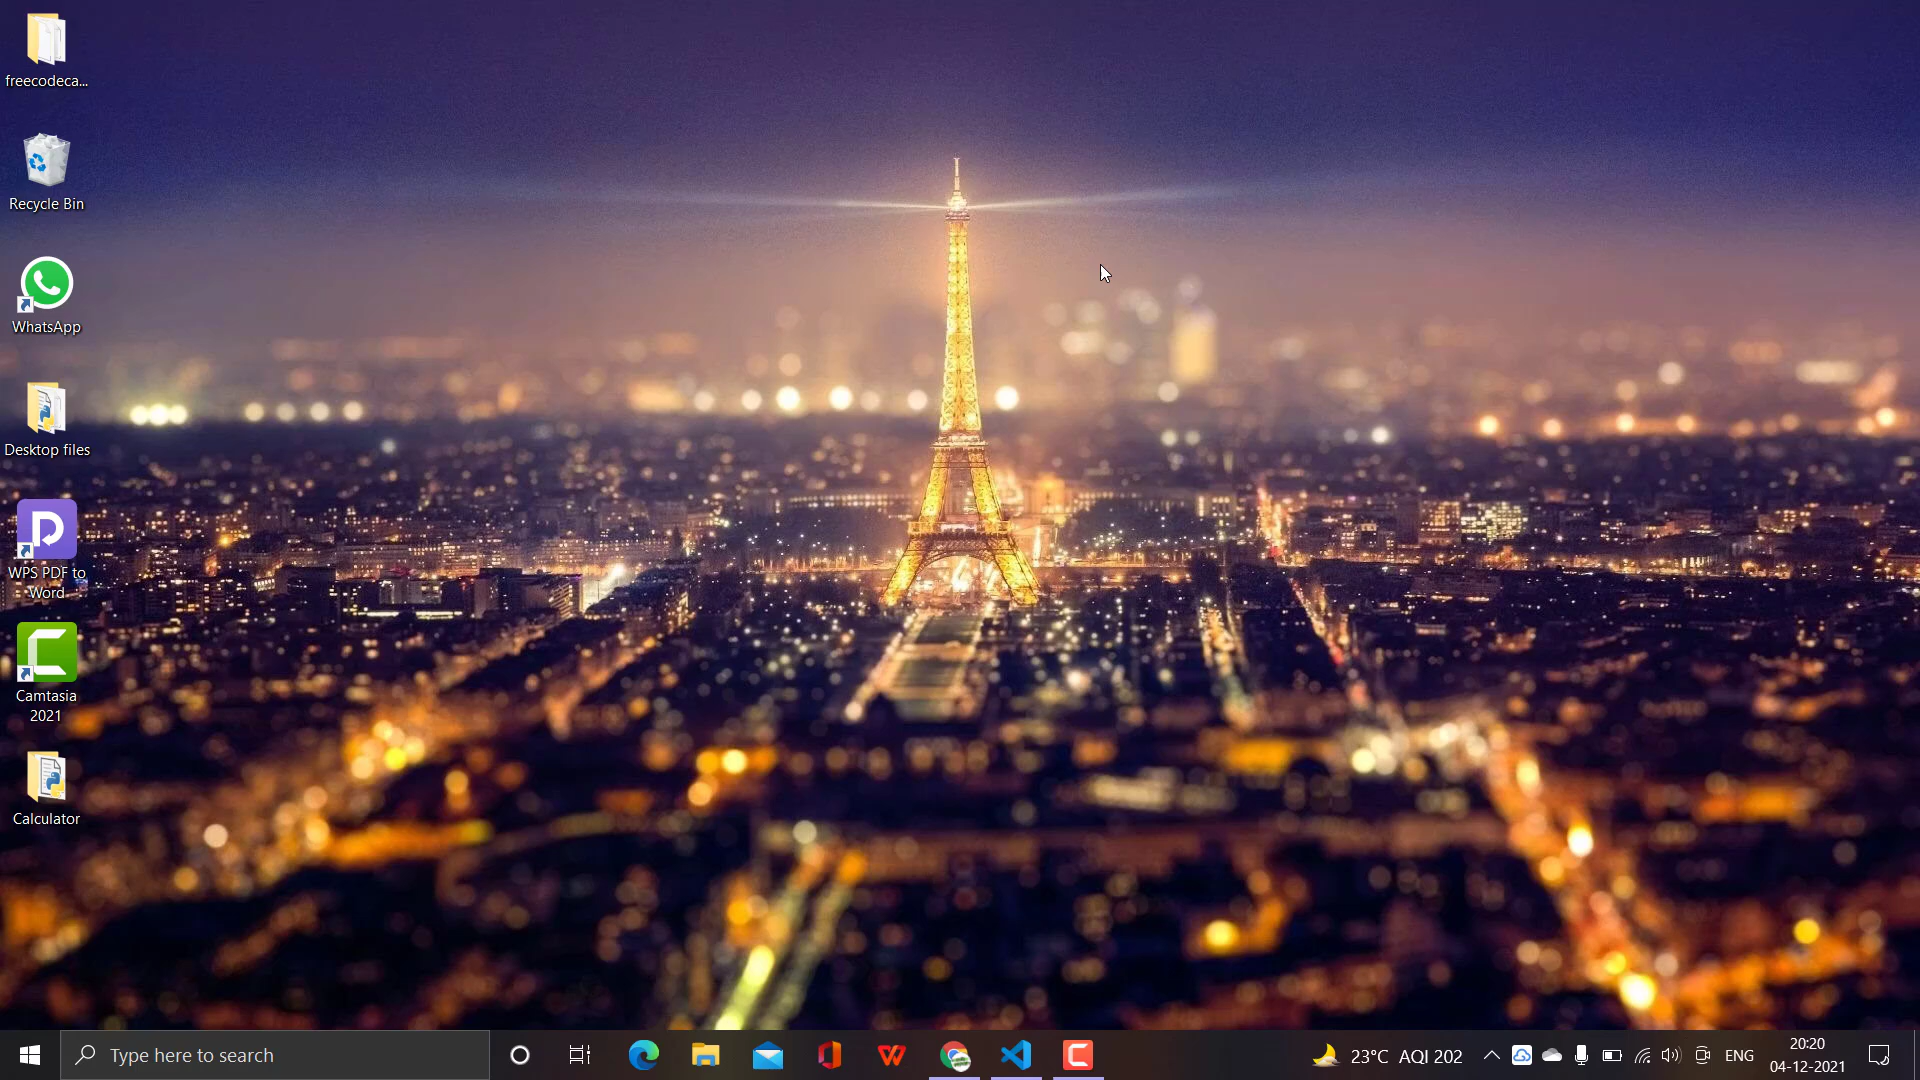 freecodeca...
Recycle Bin
WhatsApp
Desktop files
WPS PDF to
Word
Camtasia
2021
Calculator
Type here to search
23°C AQI 202
ENG
20:20
04-12-2021